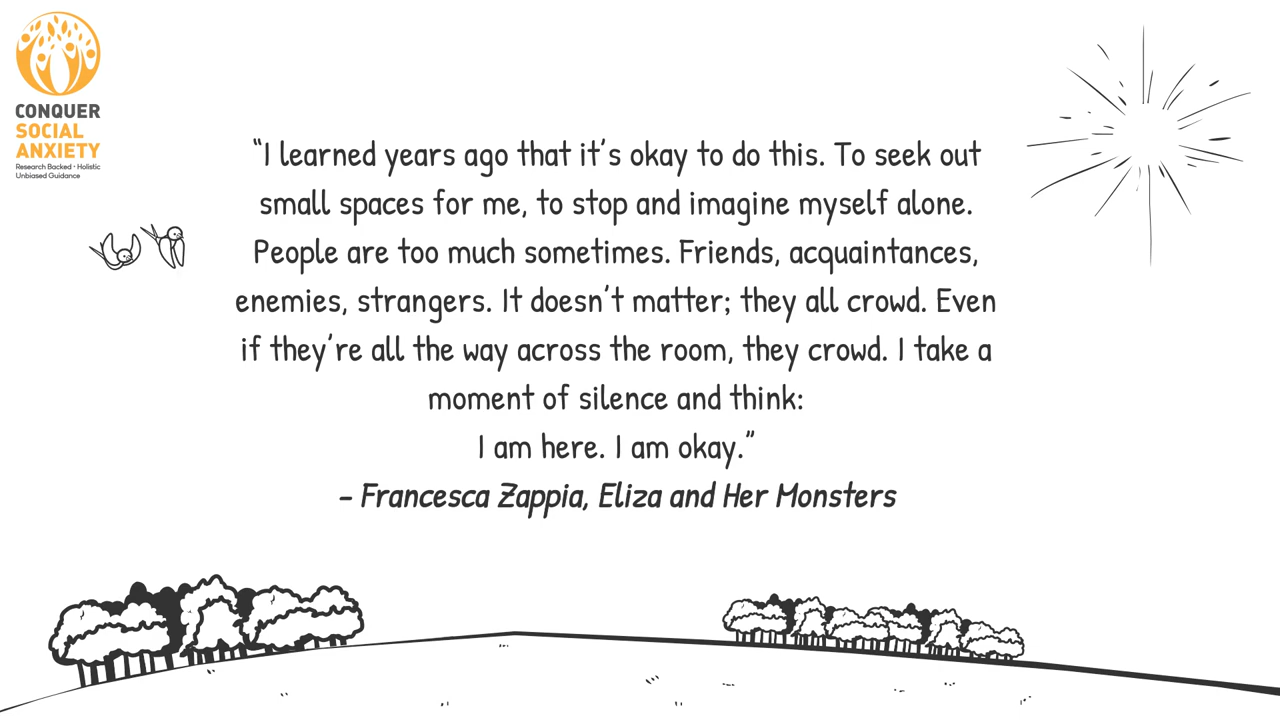 CONQUER
SOCIAL
ANXIETY
Research Backed • Holistic
Unbiased Guidance
“I learned years ago that it’s okay to do this. To seek out
small spaces for me, to stop and imagine myself alone.
People are too much sometimes. Friends, acquaintances,
enemies, strangers. It doesn’t matter; they all crowd. Even
if they’re all the way across the room, they crowd. I take a
moment of silence and think:
I am here. I am okay.”
– Francesca Zappia, Eliza and Her Monsters